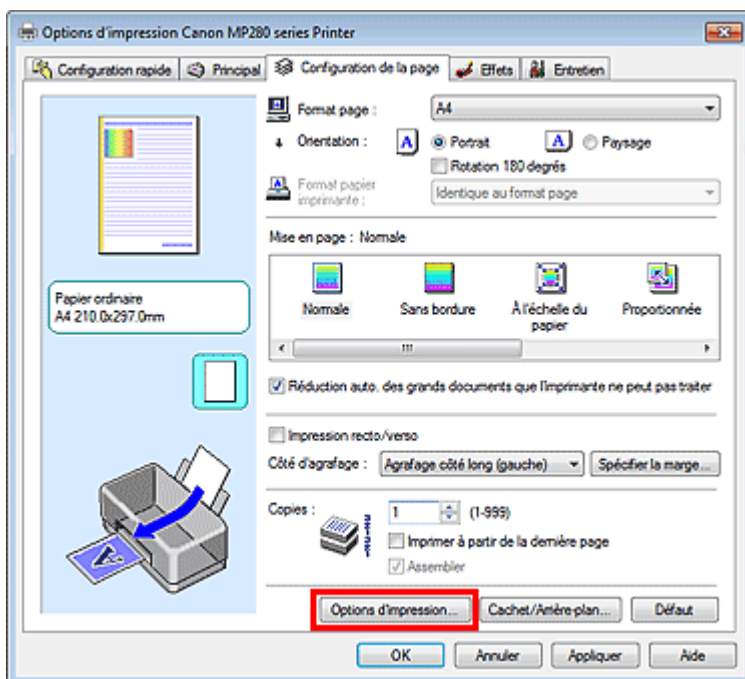 Options d'impression Canon MP280 series Printer
Configuration rapide
Principal
Configuration de la page
Effets
Entretien
Format page :
A4
Orientation :
A
Portrait
A
Paysage
Rotation 180 degrés
Format papier
imprimante :
Identique au format page
Mise en page : Normale
Normale
Sans bordure
À l'échelle du
papier
Proportionnée
Papier ordinaire
A4 210.0x297.0mm
Réduction auto. des grands documents que l'imprimante ne peut pas traiter
Impression recto/verso
Côté d'agrafage :
Agrafage côté long (gauche)
Spécifier la marge...
Copies :
1
(1-999)
Imprimer à partir de la dernière page
Assembler
A
Options d'impression...
Cachet/Arrière-plan...
Défaut
OK
Annuler
Appliquer
Aide